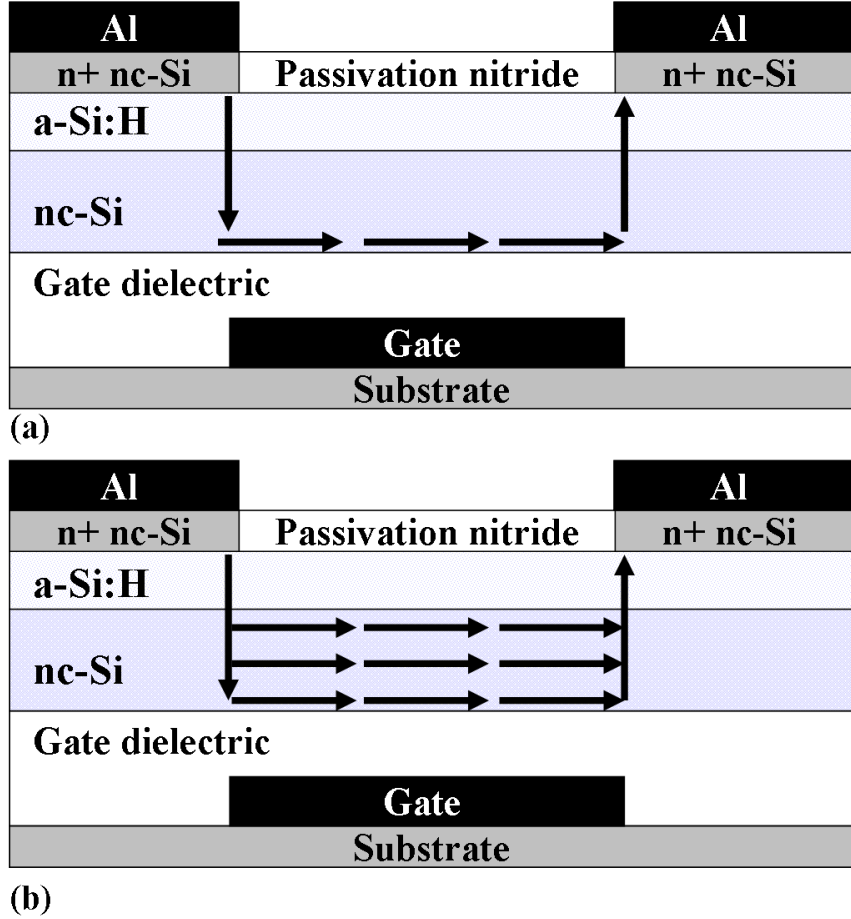 Al Al
n+ nc-Si Passivation nitride n+ nc-Si
a-Si:H
nc-Si
Gate dielectric
Gate
Substrate
(a)
Al Al
n+ nc-Si Passivation nitride n+ nc-Si
a-Si:H
nc-Si
Gate dielectric
Gate
Substrate
(b)